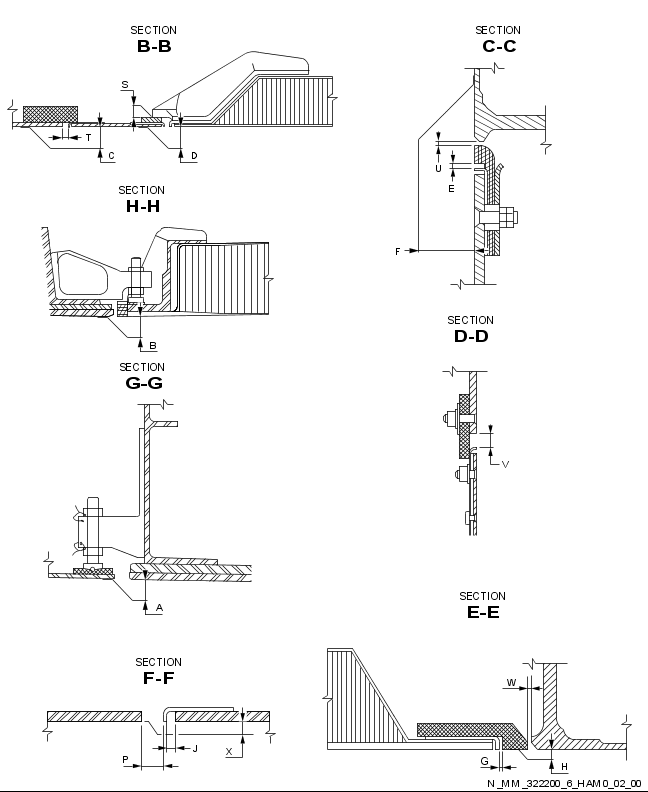 SECTION
B-B
S
T
C
D
SECTION
C-C
U
E
F
SECTION
H-H
B
SECTION
D-D
V
SECTION
G-G
A
SECTION
E-E
W
G
H
SECTION
F-F
J
P
X
N_MM_322200_6_HAM0_02_00